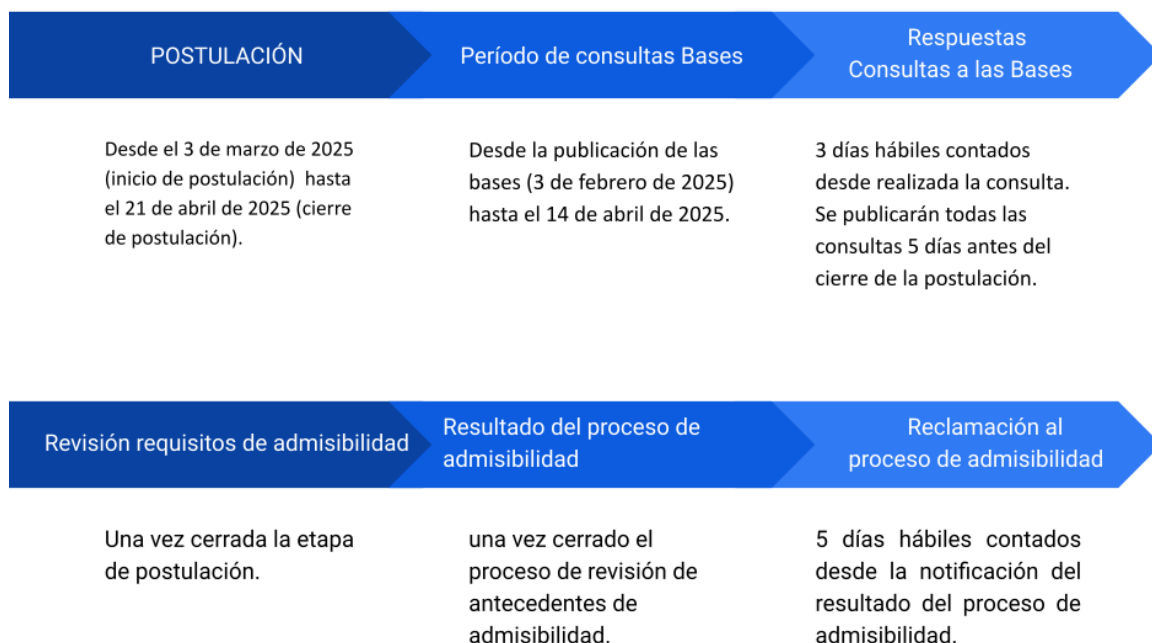 POSTULACIÓN
Período de consultas Bases
Respuestas
Consultas a las Bases
Desde el 3 de marzo de 2025
(inicio de postulación) hasta
el 21 de abril de 2025 (cierre
de postulación).
Desde la publicación de las
bases (3 de febrero de 2025)
hasta el 14 de abril de 2025.
3 días hábiles contados
desde realizada la consulta.
Se publicarán todas las
consultas 5 días antes del
cierre de la postulación.
Revisión requisitos de admisibilidad
Resultado del proceso de
admisibilidad
Reclamación al
proceso de admisibilidad
Una vez cerrada la etapa
de postulación.
una vez cerrado el
proceso de revisión de
antecedentes de
admisibilidad.
5 días hábiles contados
desde la notificación del
resultado del proceso de
admisibilidad.